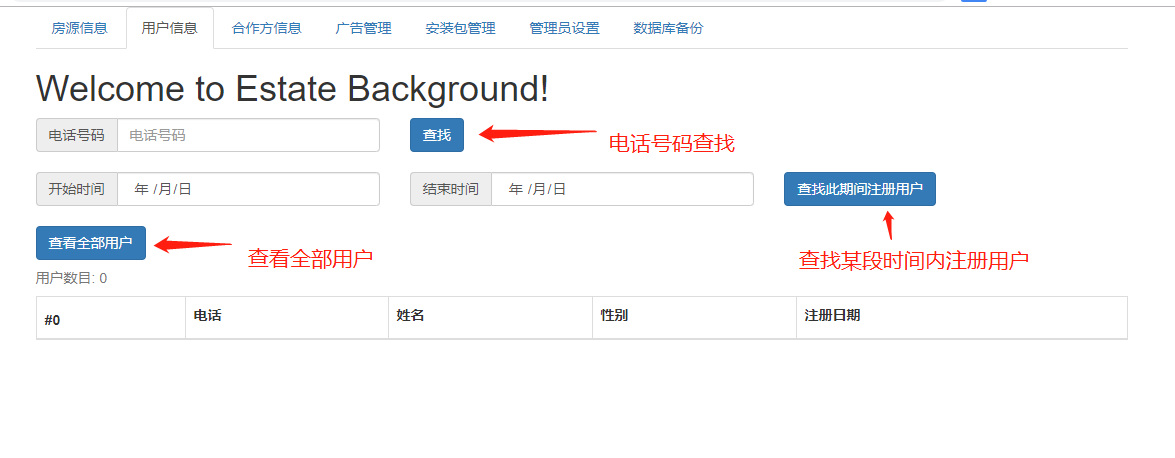 房源信息 用户信息 合作方信息 广告管理 安装包管理 管理员设置 数据库备份
Welcome to Estate Background!
电话号码 电话号码 查找
电话号码查找
开始时间 年 /月/日 结束时间 年 /月/日 查找此期间注册用户
查看全部用户
查看全部用户
查找某段时间内注册用户
用户数目: 0
#0 电话 姓名 性别 注册日期